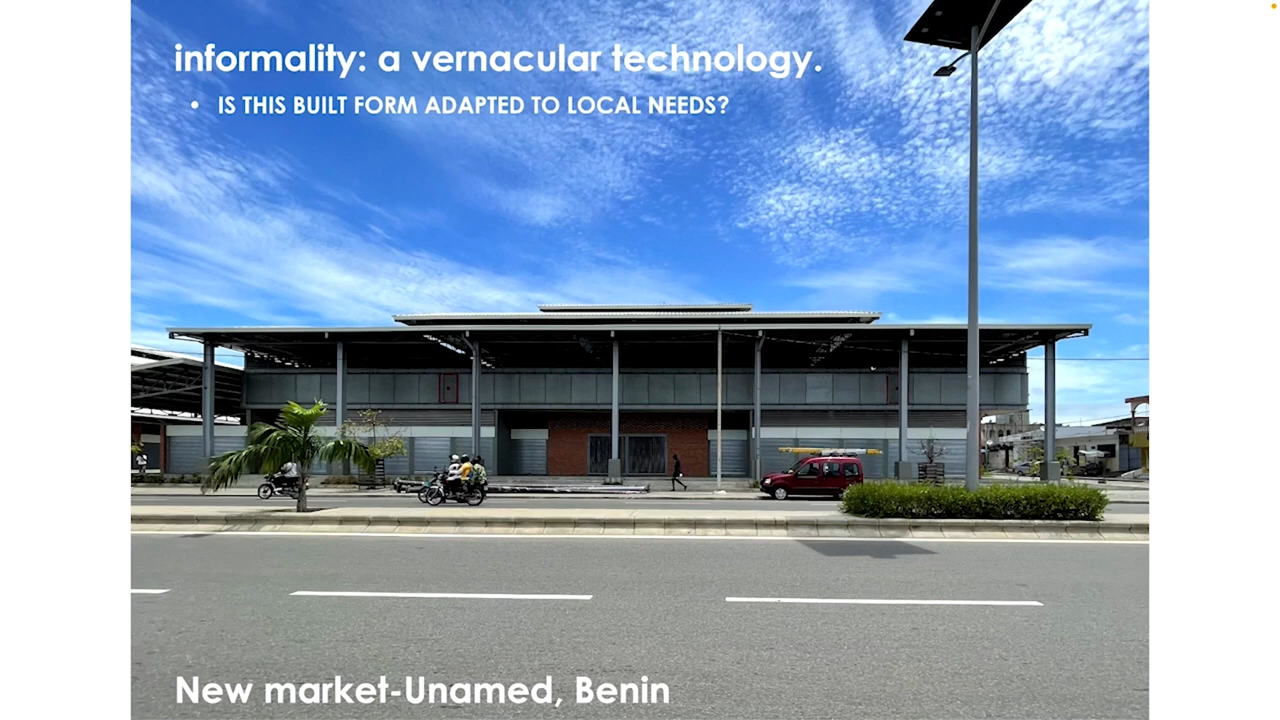 informality: a vernacular technology.
• IS THIS BUILT FORM ADAPTED TO LOCAL NEEDS?
New market-Unamed, Benin